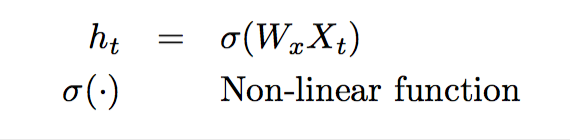 h_t = σ(W_x X_t)
σ(·) Non-linear function